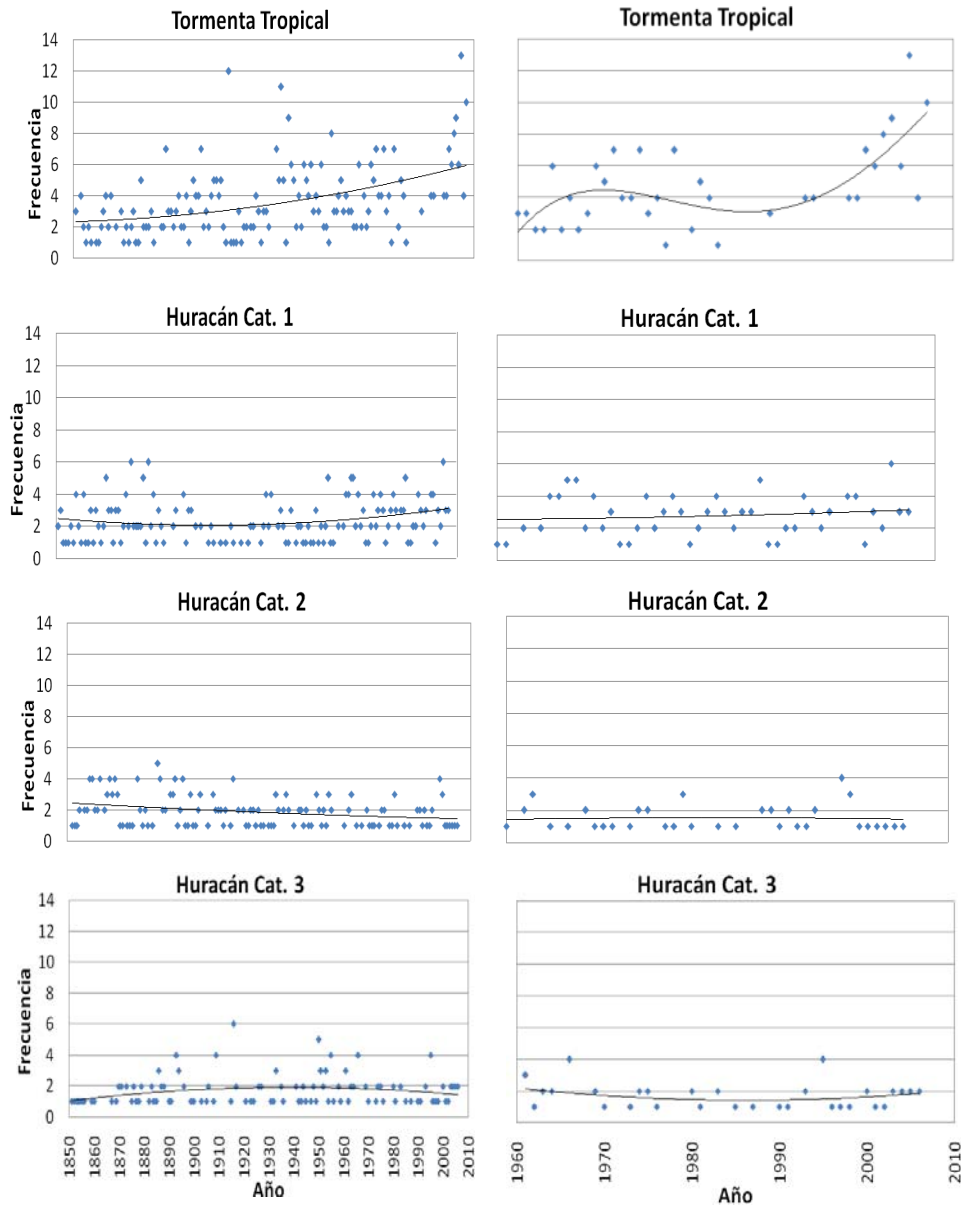 Tormenta Tropical
Tormenta Tropical
14
12
10
8
6
4
2
0
Frecuencia
Huracán Cat. 1
Huracán Cat. 1
14
12
10
8
6
4
2
0
Frecuencia
Huracán Cat. 2
Huracán Cat. 2
14
12
10
8
6
4
2
0
Frecuencia
Huracán Cat. 3
Huracán Cat. 3
14
12
10
8
6
4
2
0
Frecuencia
1850 1860 1870 1880 1890 1900 1910 1920 1930 1940 1950 1960 1970 1980 1990 2000 2010
Año
1960 1970 1980 1990 2000 2010
Año